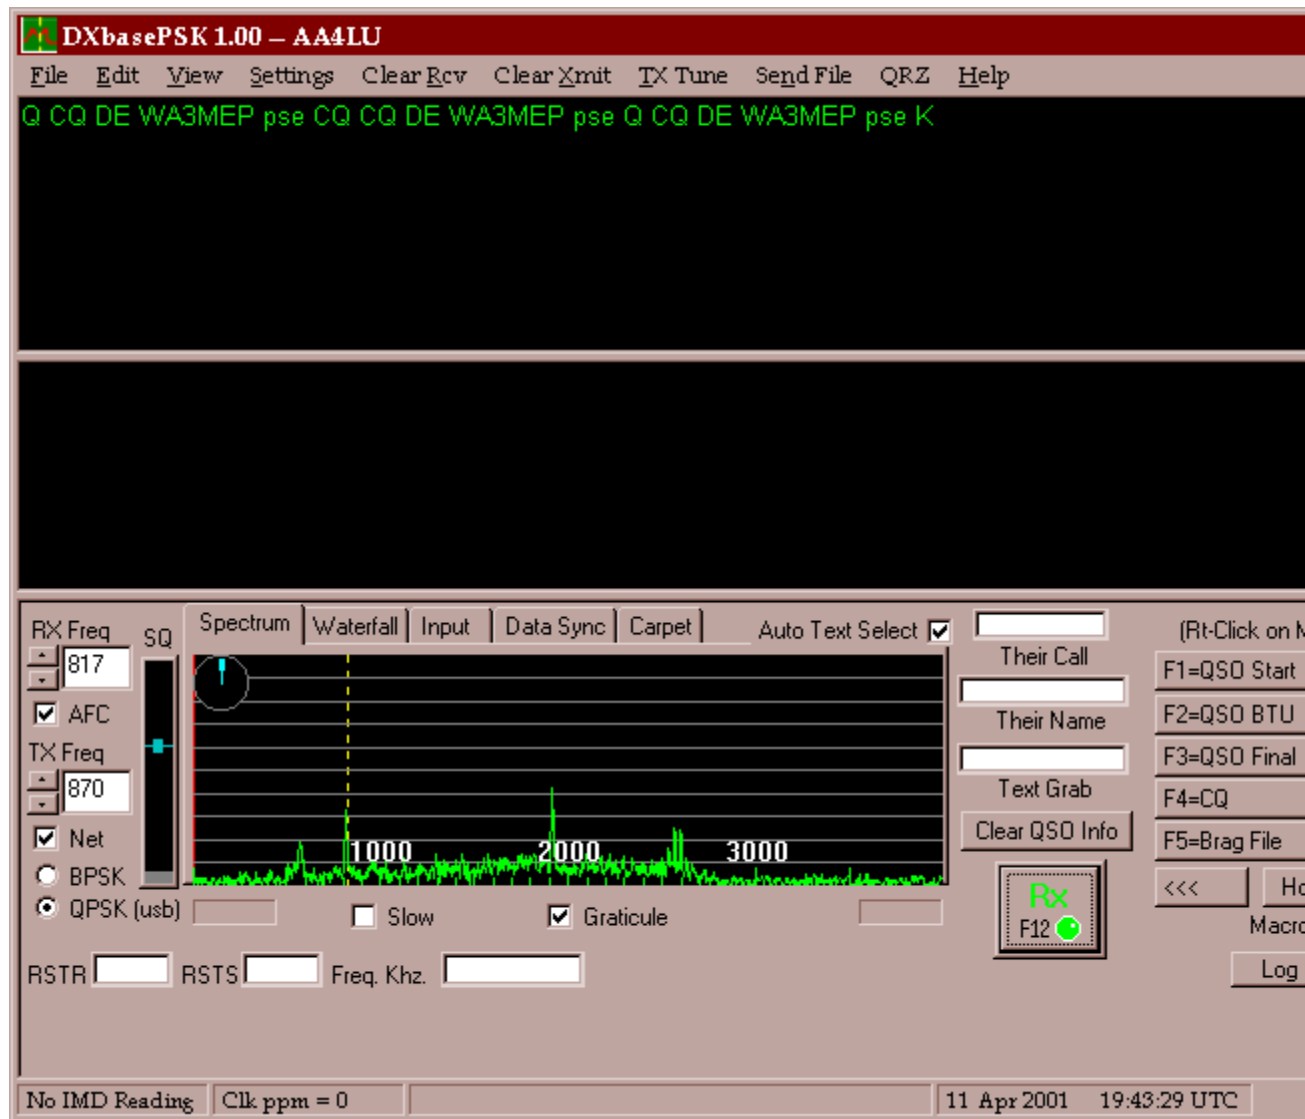 DXbasePSK 1.00 – AA4LU
File Edit View Settings Clear Rcv Clear Xmit TX Tune Send File QRZ Help
Q CQ DE WA3MEP pse CQ CQ DE WA3MEP pse Q CQ DE WA3MEP pse K
RX Freq
817
AFC
TX Freq
870
Net
BPSK
QPSK (usb)
SQ
Spectrum Waterfall Input Data Sync Carpet
Auto Text Select
1000 2000 3000
Slow Graticule
Their Call
Their Name
Text Grab
Clear QSO Info
Rx
F12
(Rt-Click on M
F1=QSO Start
F2=QSO BTU
F3=QSO Final
F4=CQ
F5=Brag File
<<< Ho
Macro
Log
RSTR RSTS Freq. Khz.
No IMD Reading Clk ppm = 0 11 Apr 2001 19:43:29 UTC